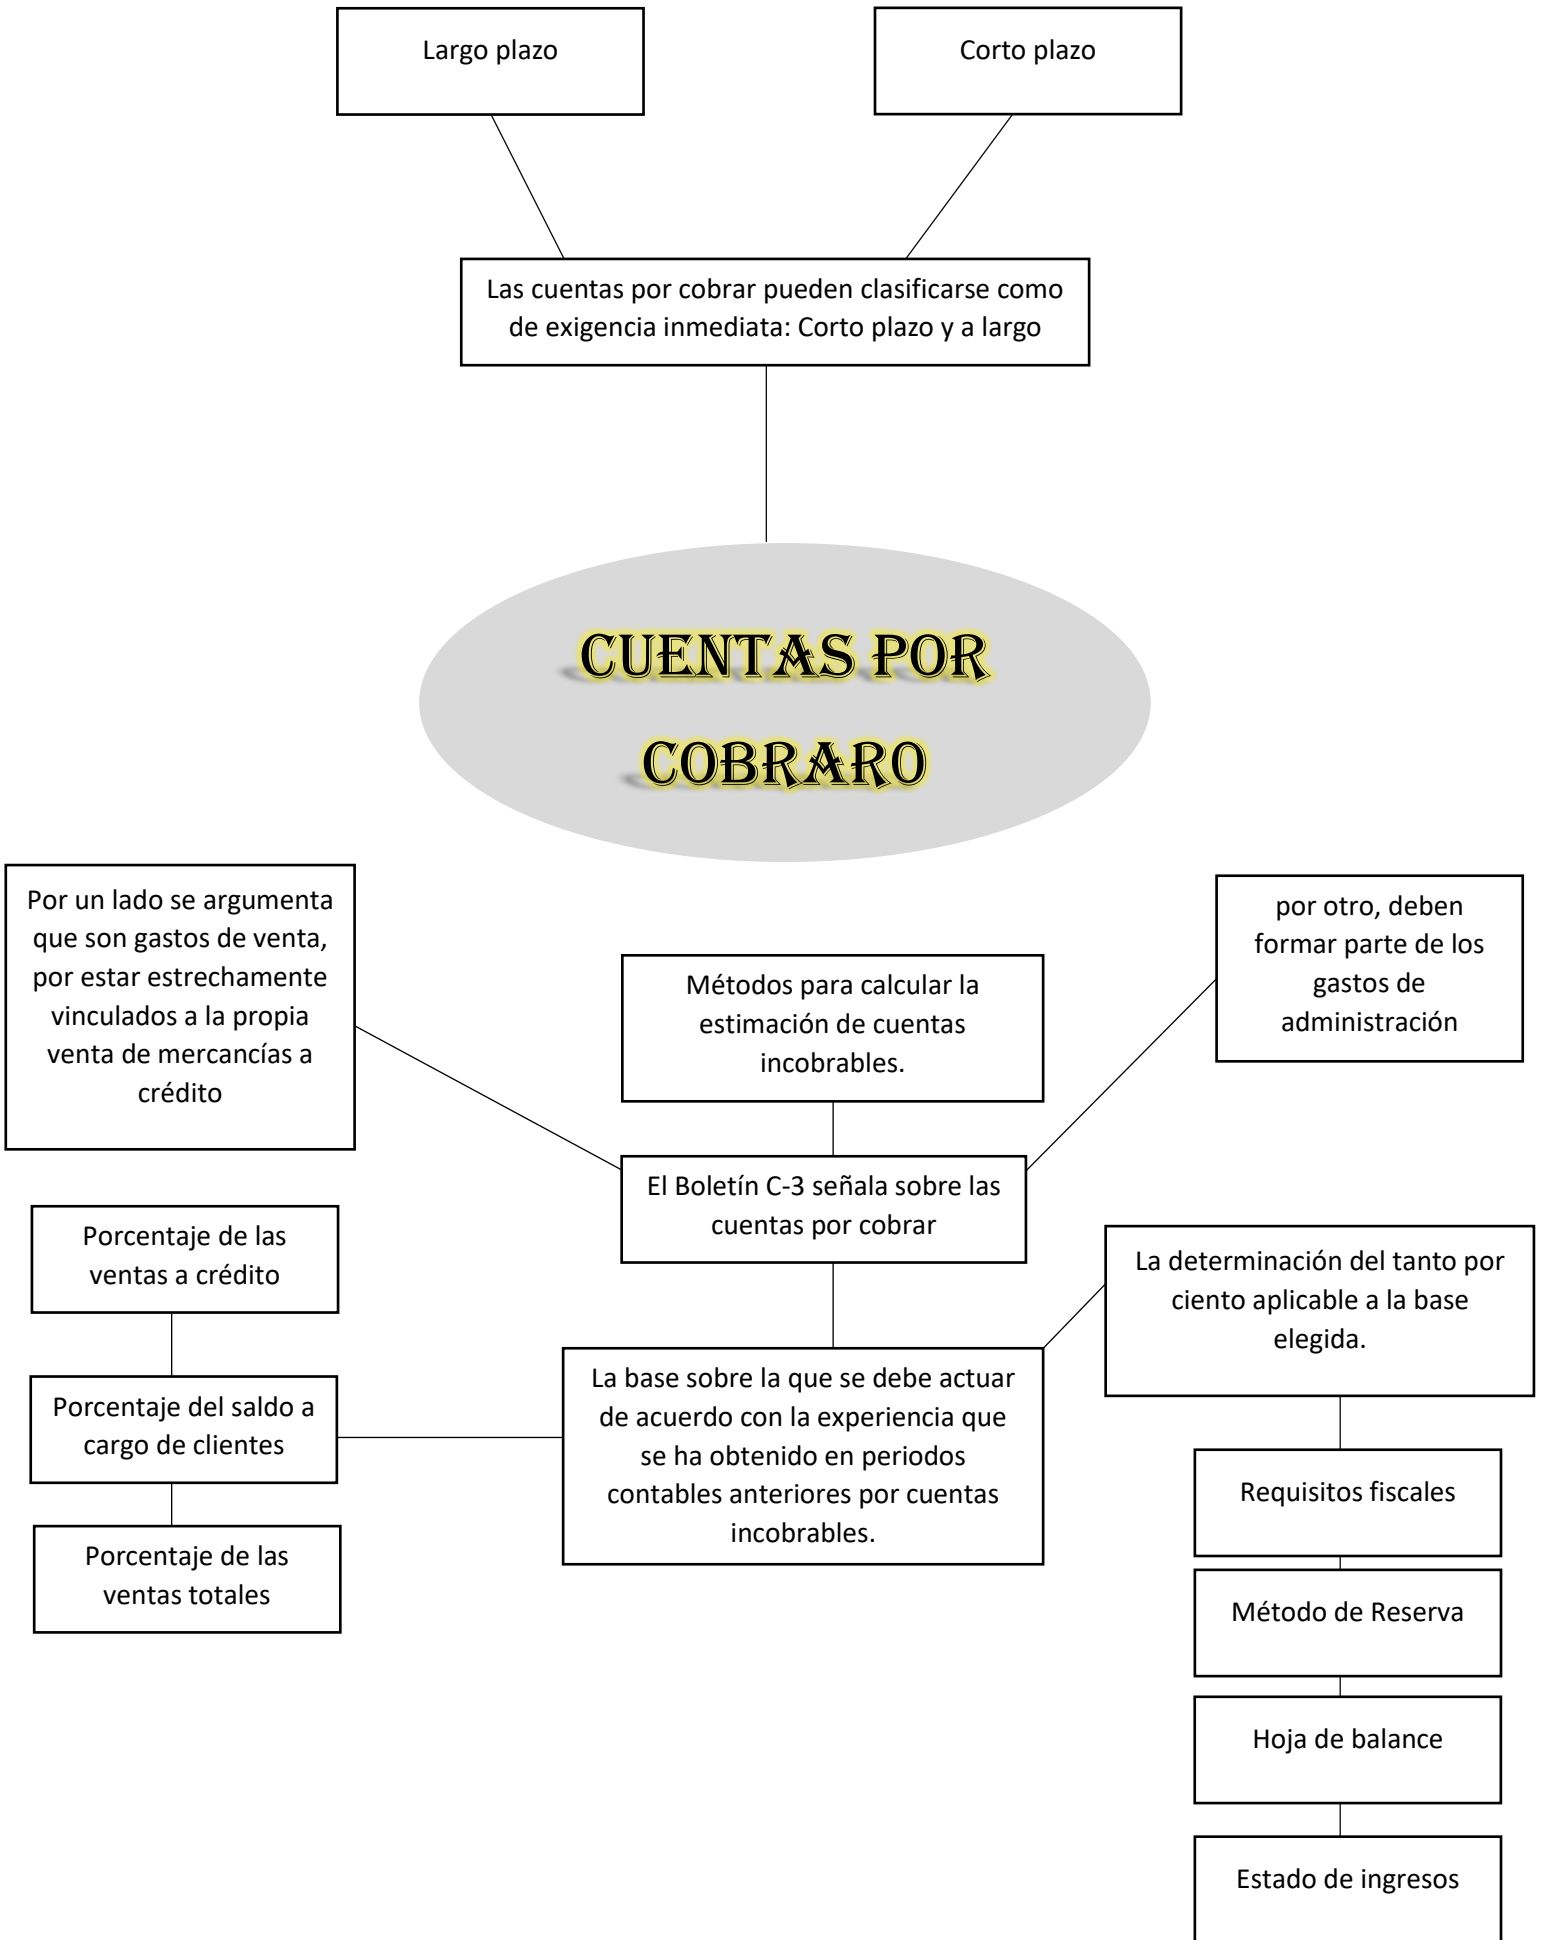 Largo plazo
Corto plazo
Las cuentas por cobrar pueden clasificarse como
de exigencia inmediata: Corto plazo y a largo
CUENTAS POR
COBRARO
Por un lado se argumenta
que son gastos de venta,
por estar estrechamente
vinculados a la propia
venta de mercancías a
crédito
Métodos para calcular la
estimación de cuentas
incobrables.
por otro, deben
formar parte de los
gastos de
administración
El Boletín C-3 señala sobre las
cuentas por cobrar
Porcentaje de las
ventas a crédito
Porcentaje del saldo a
cargo de clientes
Porcentaje de las
ventas totales
La base sobre la que se debe actuar
de acuerdo con la experiencia que
se ha obtenido en periodos
contables anteriores por cuentas
incobrables.
La determinación del tanto por
ciento aplicable a la base
elegida.
Requisitos fiscales
Método de Reserva
Hoja de balance
Estado de ingresos